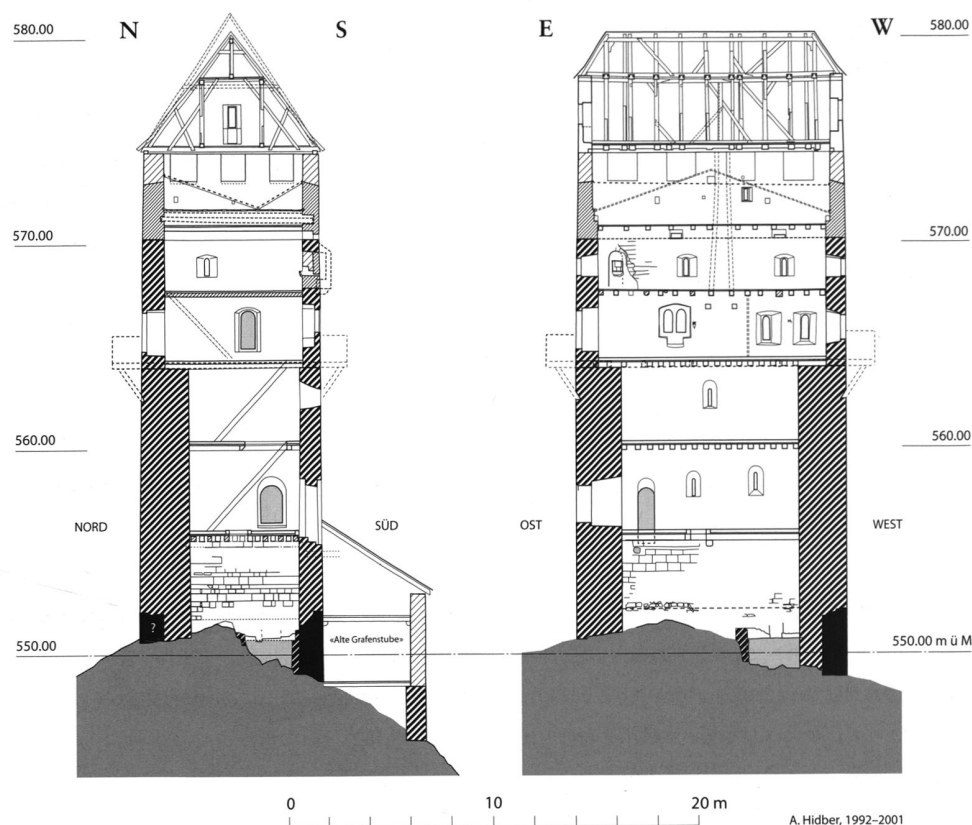 580.00 N S E W 580.00
570.00 570.00
560.00 560.00
NORD SÜD OST WEST
?
«Alte Grafenstube»
550.00 550.00 m ü M
0 10 20 m
A. Hidber, 1992–2001